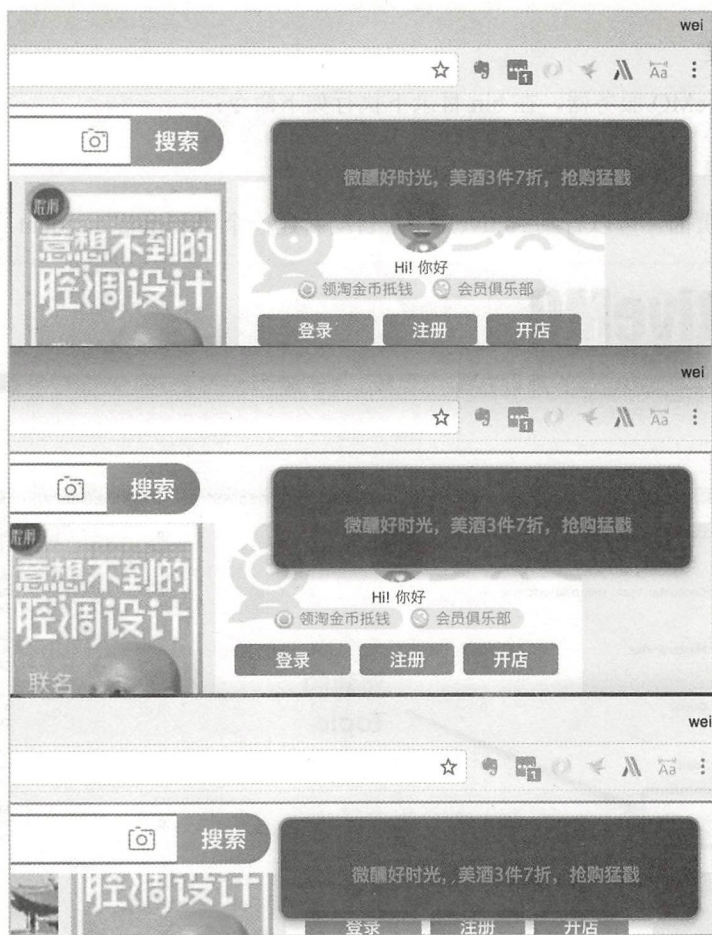 wei
1
Aa
搜索
微醺好时光，美酒3件7折，抢购猛戳
意想不到的
腔调设计
Hi! 你好
领淘金币抵钱 会员俱乐部
登录 注册 开店
wei
1
Aa
搜索
微醺好时光，美酒3件7折，抢购猛戳
意想不到的
腔调设计
联名
Hi! 你好
领淘金币抵钱 会员俱乐部
登录 注册 开店
wei
1
Aa
搜索
微醺好时光，美酒3件7折，抢购猛戳
腔调设计
登录 注册 开店